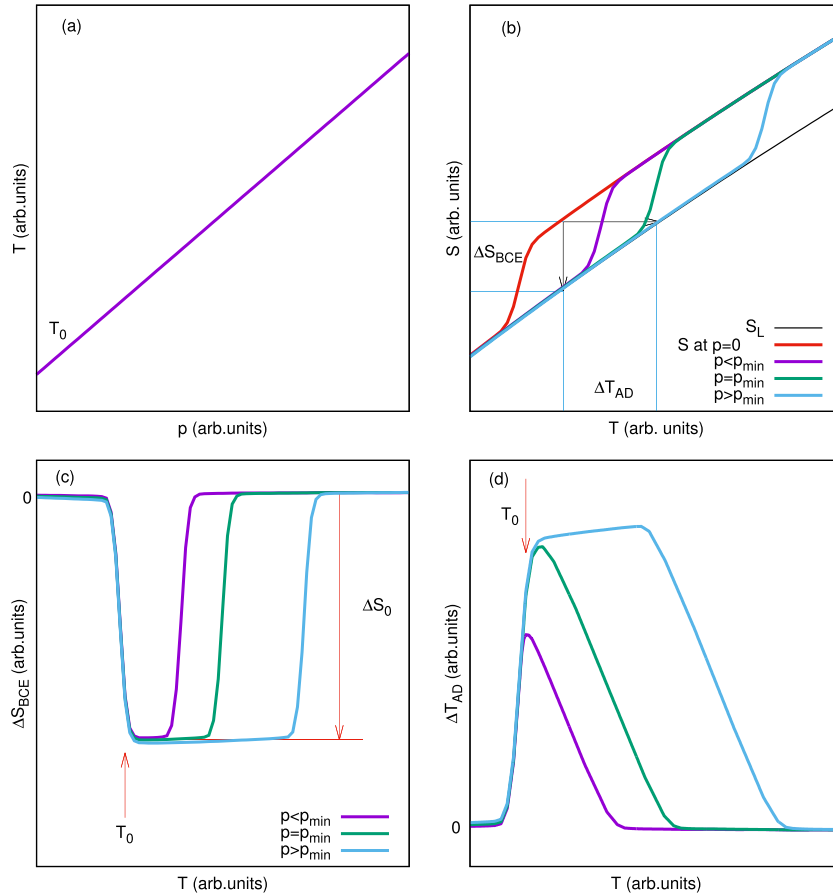 (a)
T (arb.units)
T0
p (arb.units)
(b)
S (arb. units)
ΔSBCE
ΔTAD
SL
S at p=0
p<pmin
p=pmin
p>pmin
T (arb. units)
(c)
0
ΔSBCE (arb.units)
ΔS0
T0
p<pmin
p=pmin
p>pmin
T (arb.units)
(d)
T0
ΔTAD (arb.units)
0
T (arb.units)